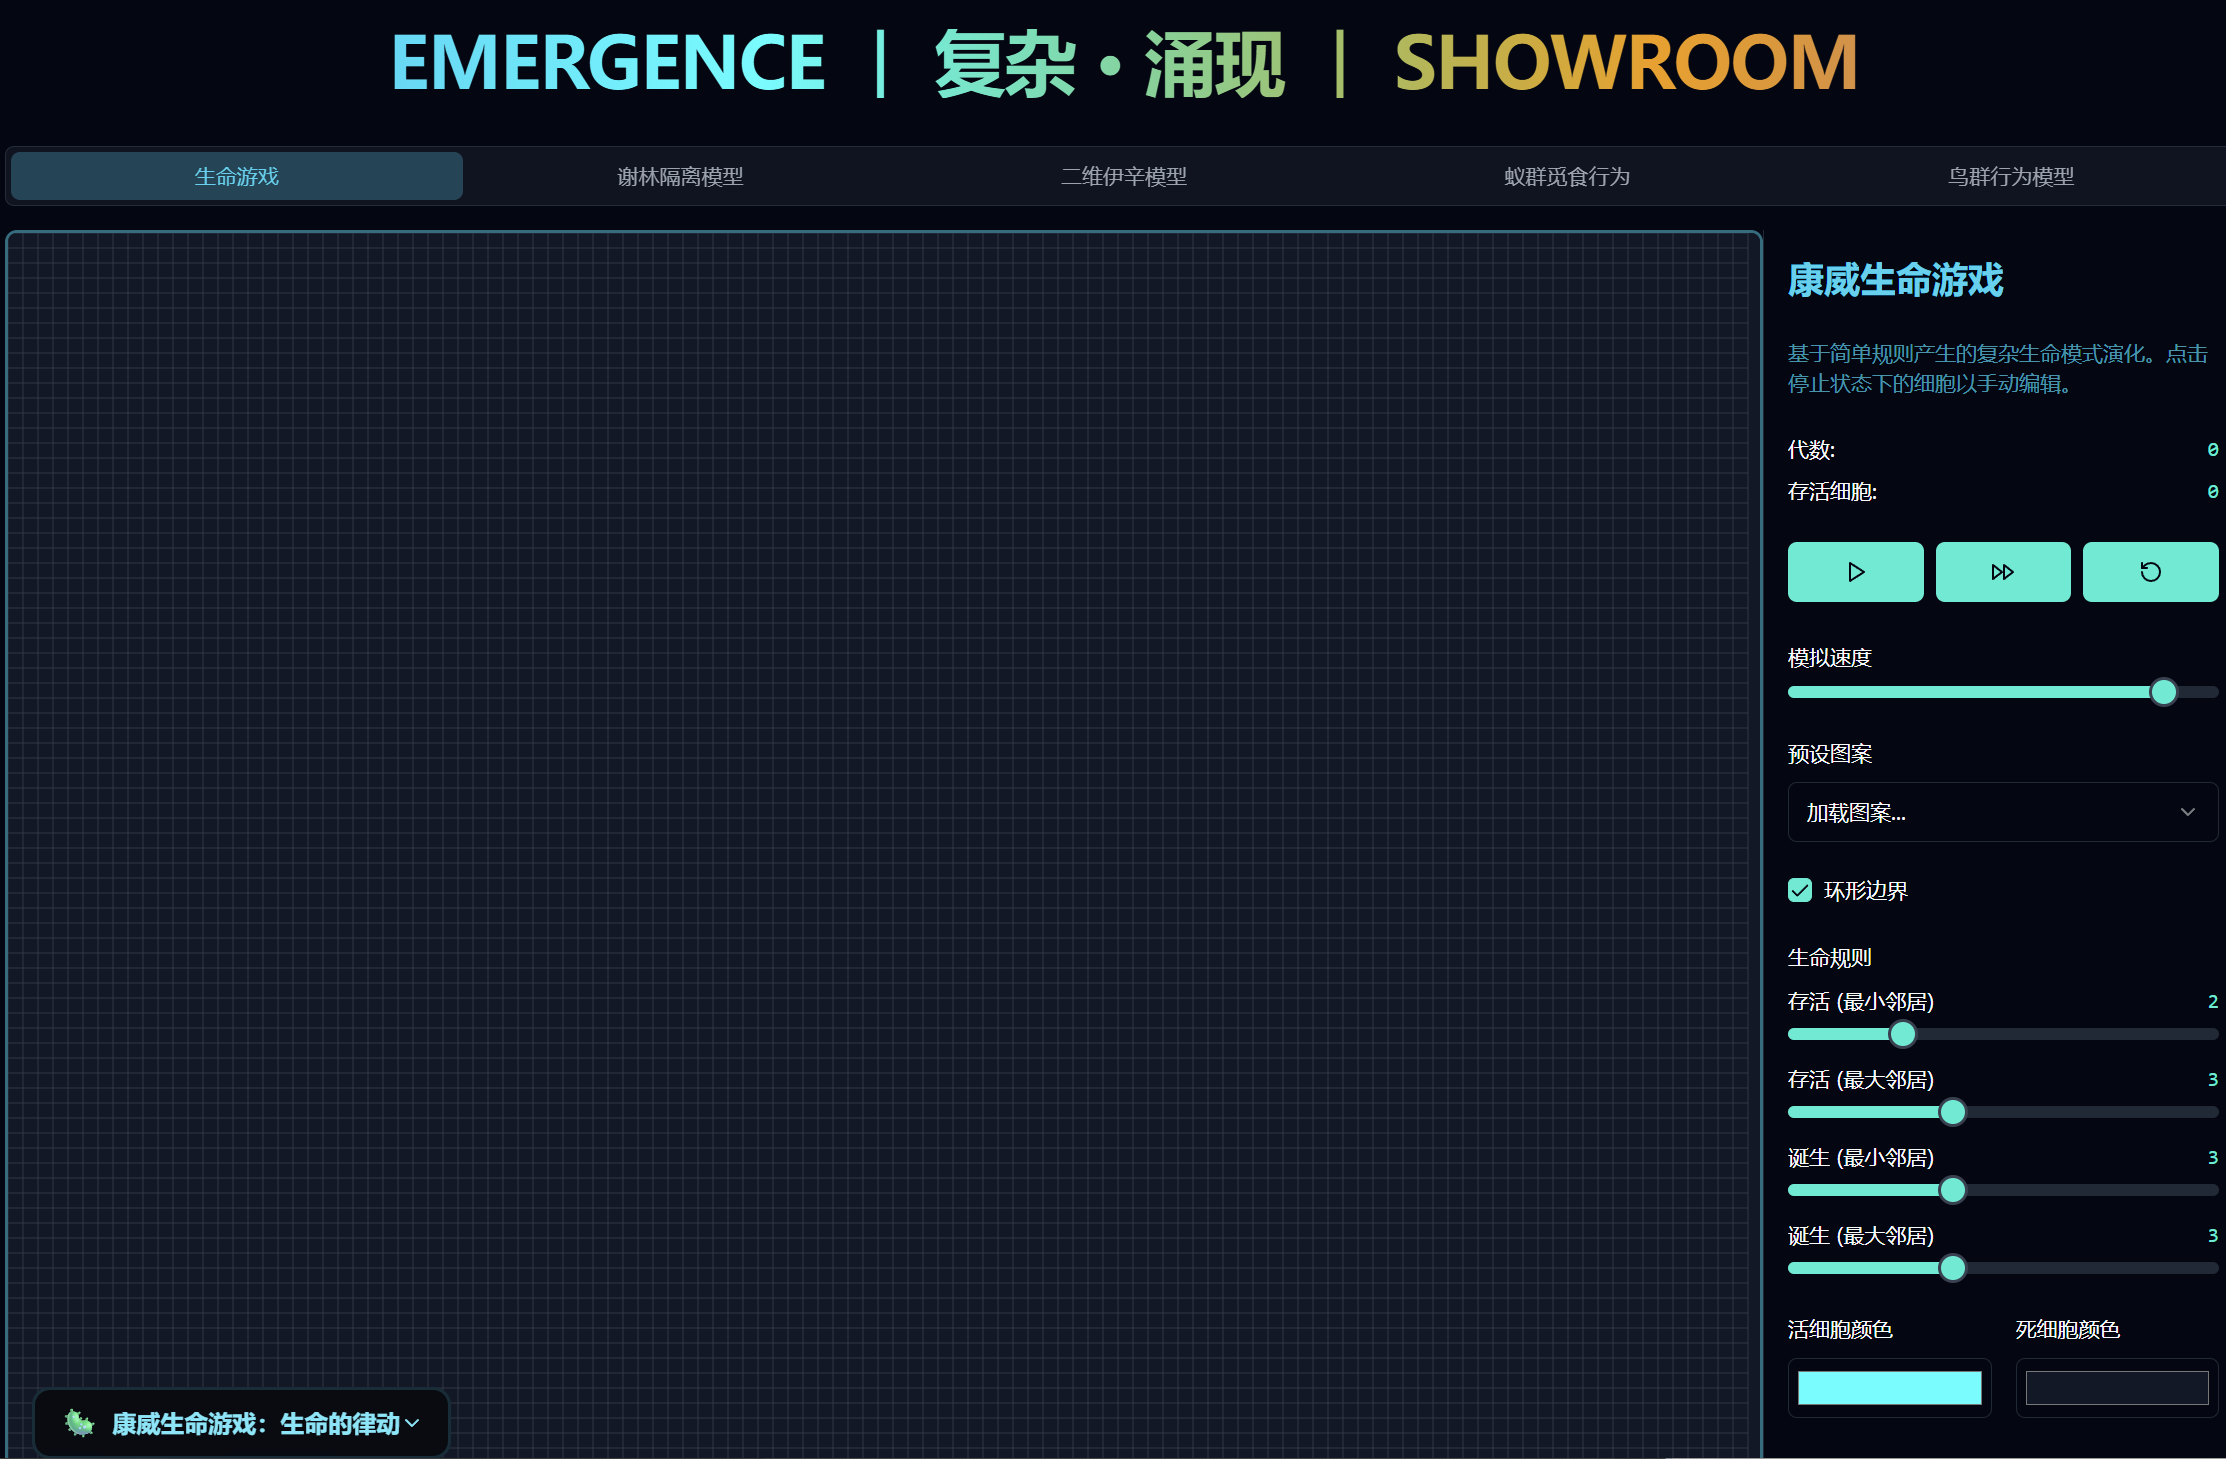 EMERGENCE | 复杂·涌现 | SHOWROOM
生命游戏 谢林隔离模型 二维伊辛模型 蚁群觅食行为 鸟群行为模型
康威生命游戏
基于简单规则产生的复杂生命模式演化。点击
停止状态下的细胞以手动编辑。
代数: 0
存活细胞: 0
模拟速度
预设图案
加载图案...
环形边界
生命规则
存活 (最小邻居) 2
存活 (最大邻居) 3
诞生 (最小邻居) 3
诞生 (最大邻居) 3
活细胞颜色 死细胞颜色
康威生命游戏：生命的律动